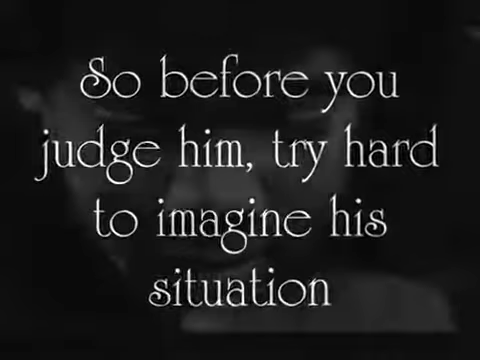 So before you
judge him, try hard
to imagine his
situation